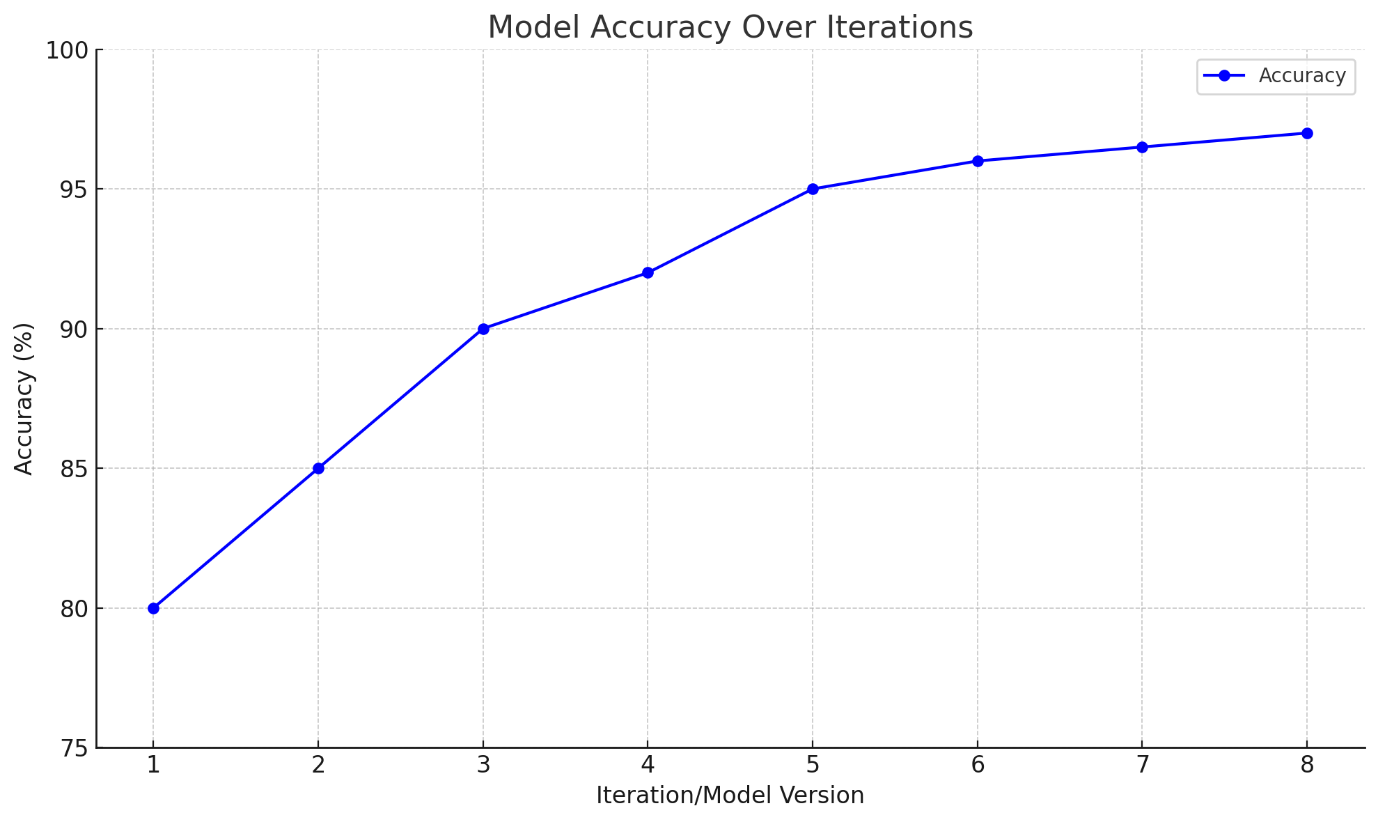 Model Accuracy Over Iterations
Accuracy
100
95
90
85
80
75
Accuracy (%)
1 2 3 4 5 6 7 8
Iteration/Model Version